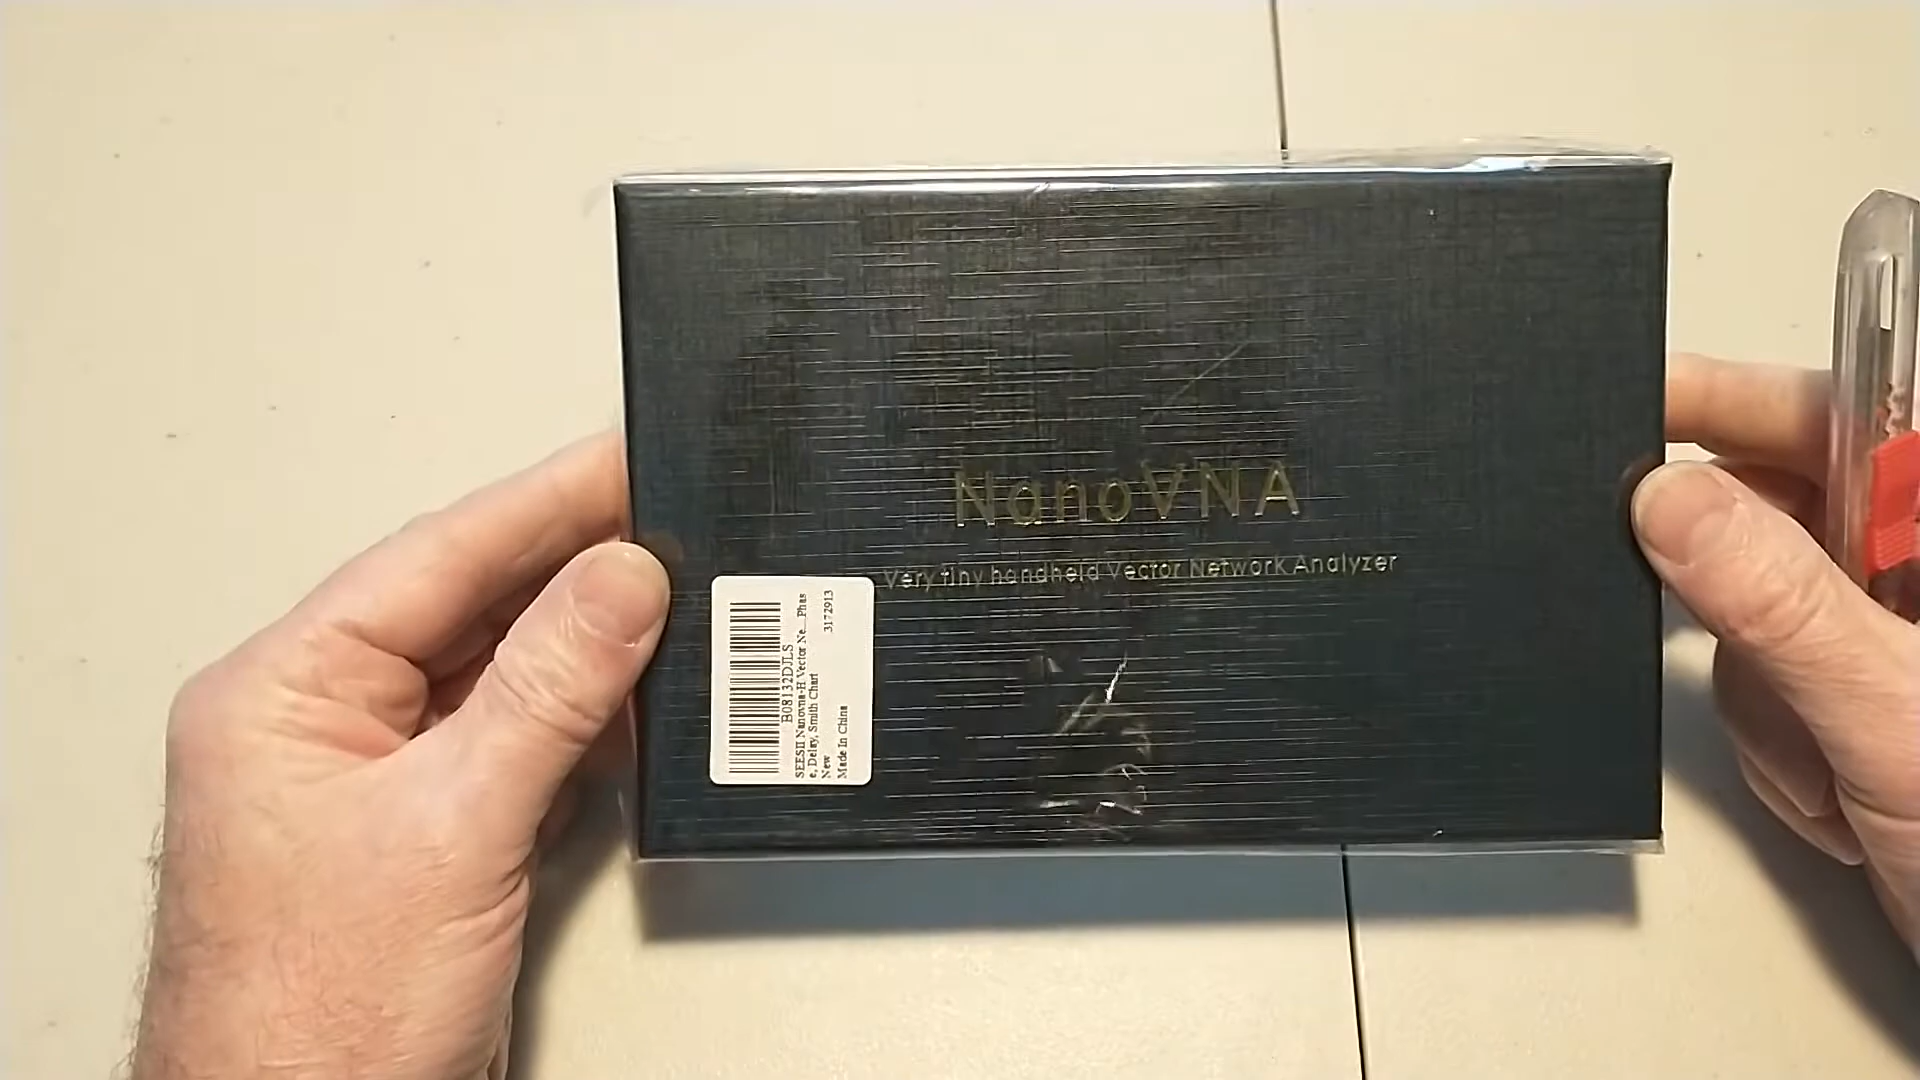 NanoVNA
Very tiny handheld Vector Network Analyzer
B08132DJLS
SEESII Nanovna-H Vector Ne... Phas
e, Delay, Smith Chart
New 3172913
Made In China